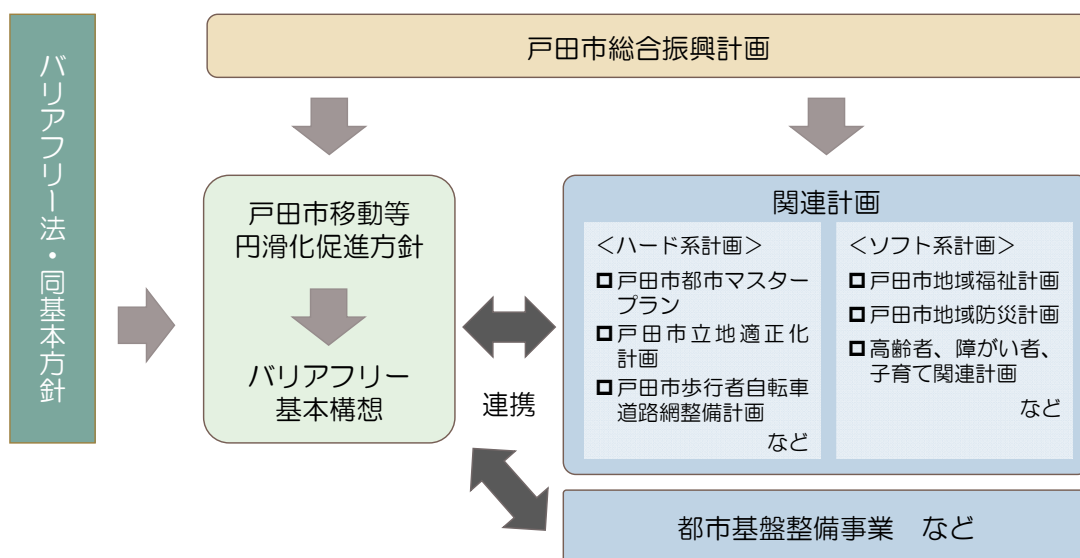 バリアフリー法・同基本方針
戸田市総合振興計画
戸田市移動等
円滑化促進方針
バリアフリー
基本構想
連携
関連計画
＜ハード系計画＞
戸田市都市マスター
プラン
戸田市立地適正化
計画
戸田市歩行者自転車
道路網整備計画
など
＜ソフト系計画＞
戸田市地域福祉計画
戸田市地域防災計画
高齢者、障がい者、
子育て関連計画
など
都市基盤整備事業　など